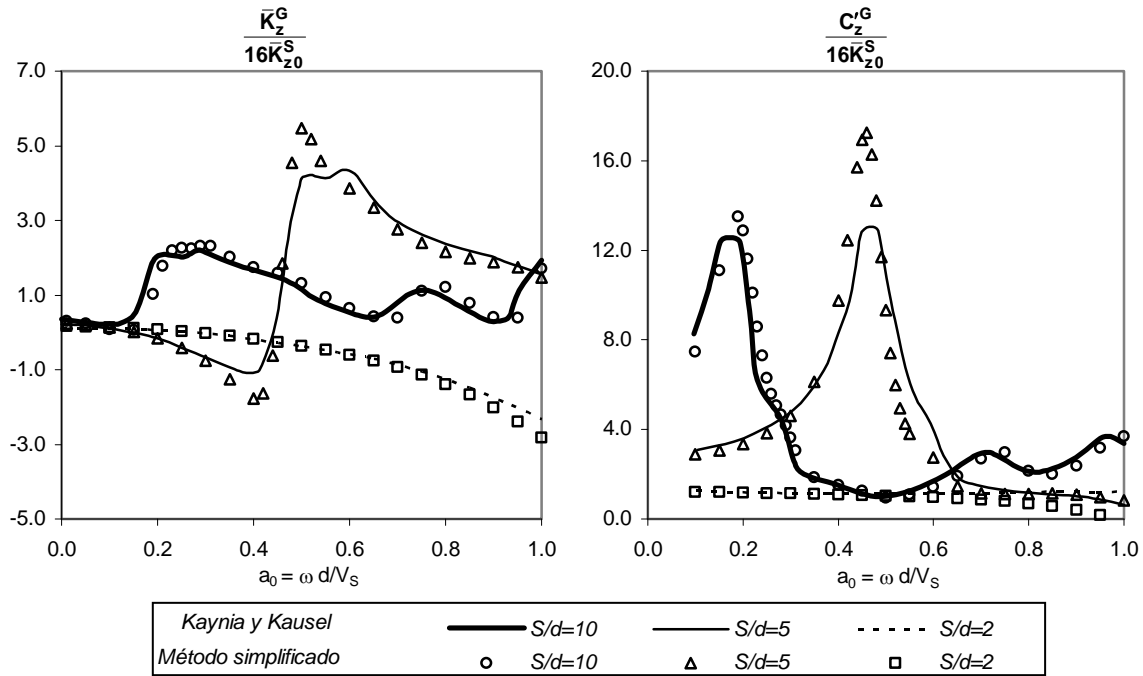 K̄_z^G
16K̄_z0^S
7.0
5.0
3.0
1.0
-1.0
-3.0
-5.0
0.0 0.2 0.4 0.6 0.8 1.0
a₀ = ω d/V_S
C'_z^G
16K̄_z0^S
20.0
16.0
12.0
8.0
4.0
0.0
0.0 0.2 0.4 0.6 0.8 1.0
a₀ = ω d/V_S
Kaynia y Kausel S/d=10 S/d=5 S/d=2
Método simplificado S/d=10 S/d=5 S/d=2